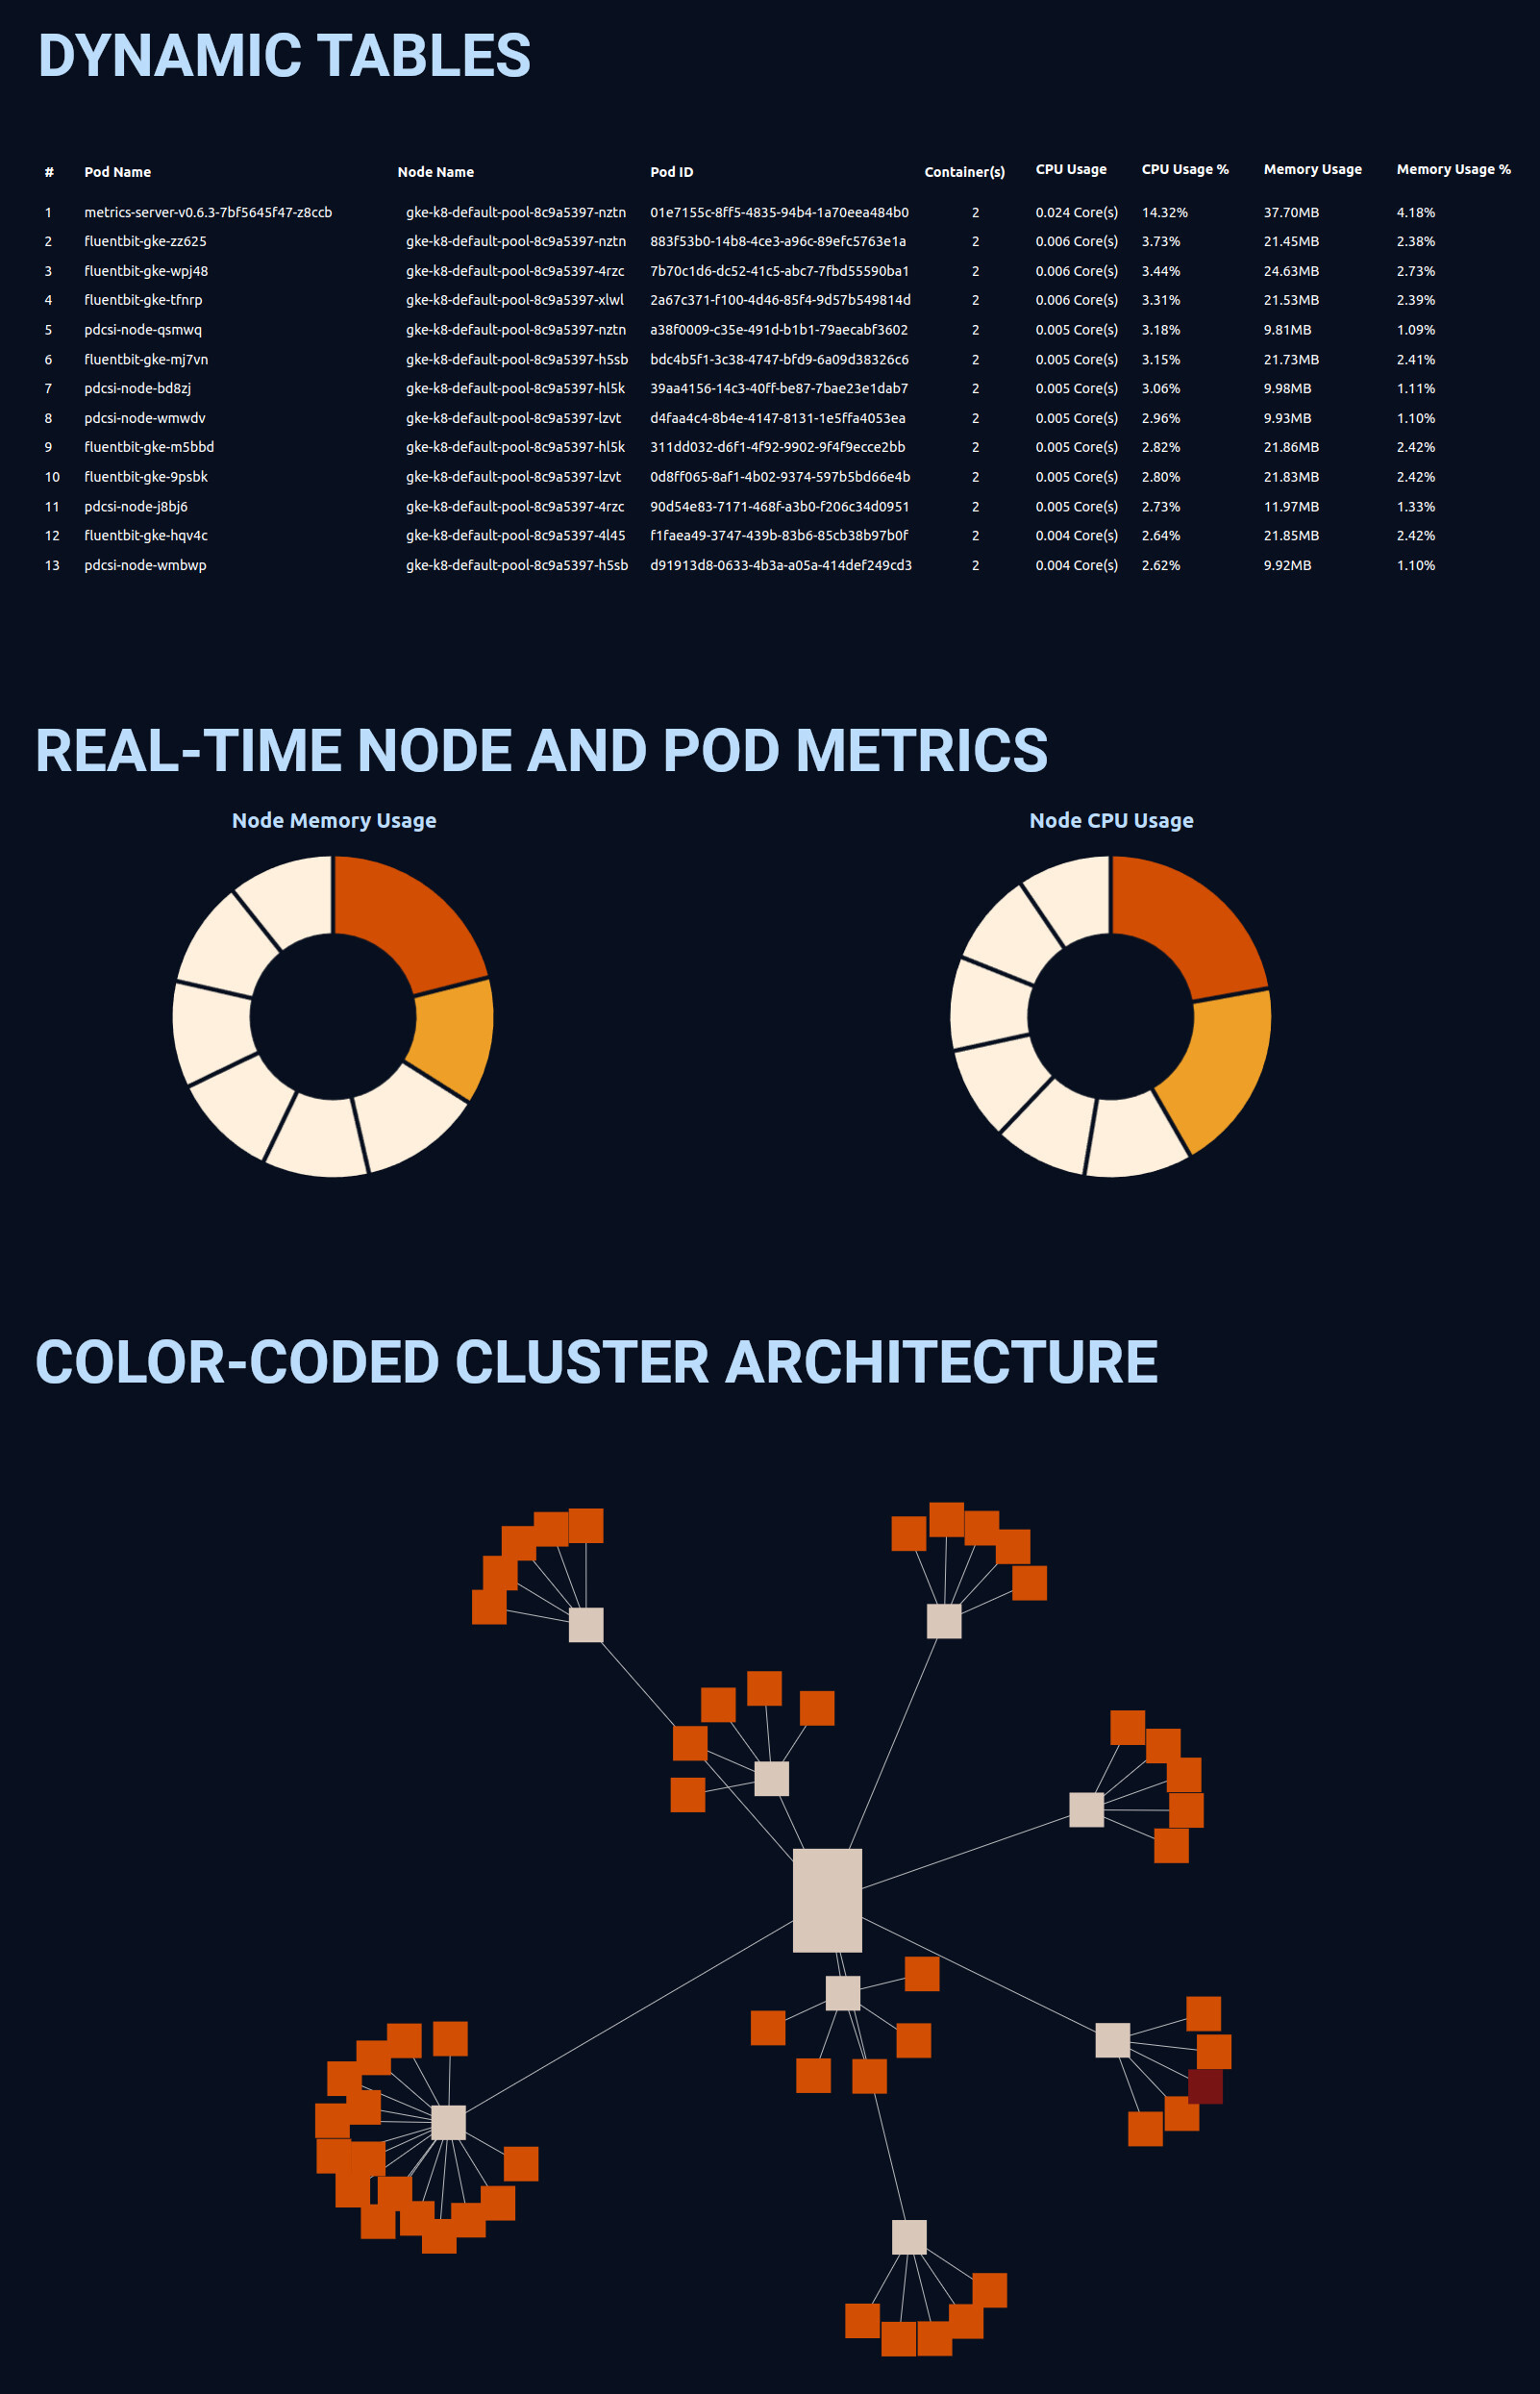 DYNAMIC TABLES
# Pod Name Node Name Pod ID Container(s) CPU Usage CPU Usage % Memory Usage Memory Usage %
1 metrics-server-v0.6.3-7bf5645f47-z8ccb gke-k8-default-pool-8c9a5397-nztn 01e7155c-8ff5-4835-94b4-1a70eea484b0 2 0.024 Core(s) 14.32% 37.70MB 4.18%
2 fluentbit-gke-zz625 gke-k8-default-pool-8c9a5397-nztn 883f53b0-14b8-4ce3-a96c-89efc5763e1a 2 0.006 Core(s) 3.73% 21.45MB 2.38%
3 fluentbit-gke-wpj48 gke-k8-default-pool-8c9a5397-4rzc 7b70c1d6-dc52-41c5-abc7-7fbd55590ba1 2 0.006 Core(s) 3.44% 24.63MB 2.73%
4 fluentbit-gke-tfnrp gke-k8-default-pool-8c9a5397-xlwl 2a67c371-f100-4d46-85f4-9d57b549814d 2 0.006 Core(s) 3.31% 21.53MB 2.39%
5 pdcsi-node-qsmwq gke-k8-default-pool-8c9a5397-nztn a38f0009-c35e-491d-b1b1-79aecabf3602 2 0.005 Core(s) 3.18% 9.81MB 1.09%
6 fluentbit-gke-mj7vn gke-k8-default-pool-8c9a5397-h5sb bdc4b5f1-3c38-4747-bfd9-6a09d38326c6 2 0.005 Core(s) 3.15% 21.73MB 2.41%
7 pdcsi-node-bd8zj gke-k8-default-pool-8c9a5397-hl5k 39aa4156-14c3-40ff-be87-7bae23e1dab7 2 0.005 Core(s) 3.06% 9.98MB 1.11%
8 pdcsi-node-wmwdv gke-k8-default-pool-8c9a5397-lzvt d4faa4c4-8b4e-4147-8131-1e5ffa4053ea 2 0.005 Core(s) 2.96% 9.93MB 1.10%
9 fluentbit-gke-m5bbd gke-k8-default-pool-8c9a5397-hl5k 311dd032-d6f1-4f92-9902-9f4f9ecce2bb 2 0.005 Core(s) 2.82% 21.86MB 2.42%
10 fluentbit-gke-9psbk gke-k8-default-pool-8c9a5397-lzvt 0d8ff065-8af1-4b02-9374-597b5bd66e4b 2 0.005 Core(s) 2.80% 21.83MB 2.42%
11 pdcsi-node-j8bj6 gke-k8-default-pool-8c9a5397-4rzc 90d54e83-7171-468f-a3b0-f206c34d0951 2 0.005 Core(s) 2.73% 11.97MB 1.33%
12 fluentbit-gke-hqv4c gke-k8-default-pool-8c9a5397-4l45 f1faea49-3747-439b-83b6-85cb38b97b0f 2 0.004 Core(s) 2.64% 21.85MB 2.42%
13 pdcsi-node-wmbwp gke-k8-default-pool-8c9a5397-h5sb d91913d8-0633-4b3a-a05a-414def249cd3 2 0.004 Core(s) 2.62% 9.92MB 1.10%
REAL-TIME NODE AND POD METRICS
Node Memory Usage Node CPU Usage
COLOR-CODED CLUSTER ARCHITECTURE